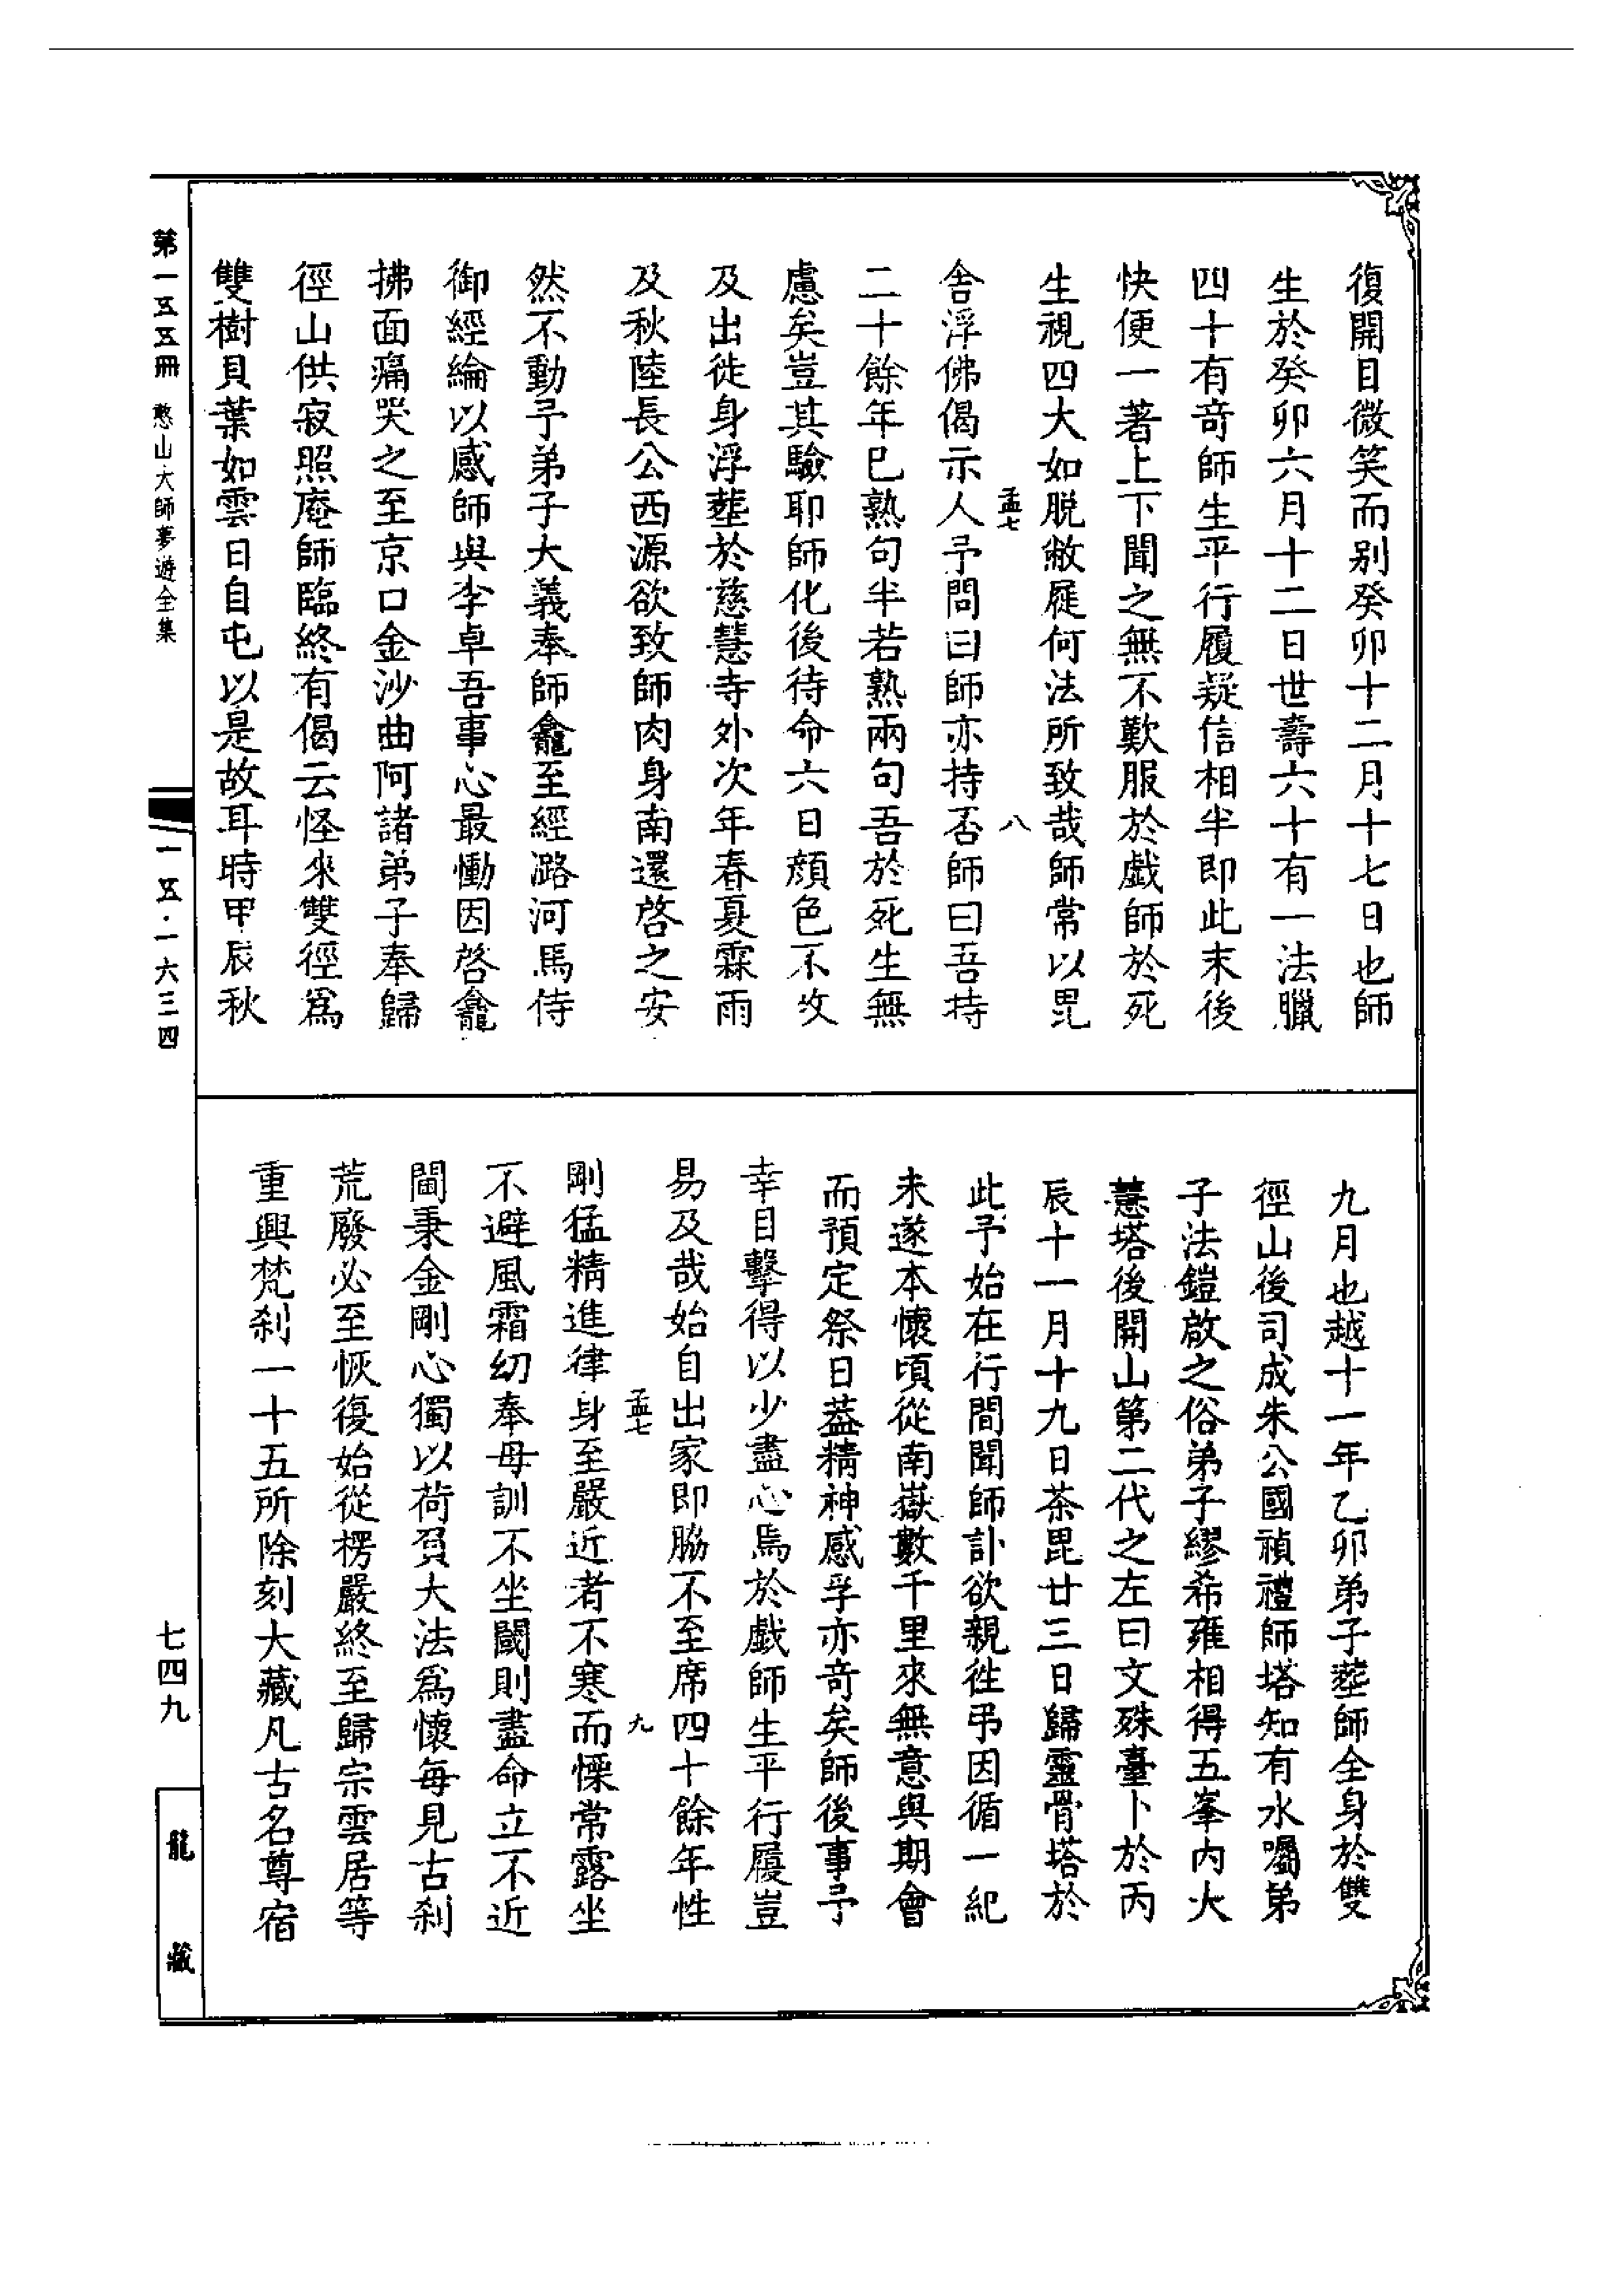 復開目微笑而別癸卯十二月十七日也師
生於癸卯六月十二日世壽六十有一法臘
四十有竒師生平行履疑信相半即此末後
快便一著上下聞之無不歎服於戲師於死
生視四大如脫敝屣何法所致哉師常以毘
孟七
八
舍浮佛偈示人予問曰師亦持否師曰吾持
二十餘年已熟句半若熟兩句吾於死生無
慮矣豈其驗耶師化後待命六日顏色不改
及出徙身浮塟於慈慧寺外次年春夏霖雨
及秋陸長公西源欲致師肉身南還啓之安
然不動予弟子大義奉師龕至經潞河馬侍
御經綸以感師與李卓吾事心最慟因啓龕
拂面痛哭之至京口金沙曲阿諸弟子奉歸
徑山供寂照庵師臨終有偈云怪來雙徑爲
雙樹貝葉如雲日自屯以是故耳時甲辰秋
九月也越十一年乙卯弟子塟師全身於雙
徑山後司成朱公國禎禮師塔知有水囑弟
子法鎧啟之俗弟子繆希雍相得五峯內大
慧塔後開山第二代之左曰文殊臺卜於丙
辰十一月十九日荼毘廿三日歸靈骨塔於
此予始在行間聞師訃欲親徃弔因循一紀
未遂本懷頃從南嶽數千里來無意與期會
而預定祭日葢精神感孚亦竒矣師後事予
幸目擊得以少盡心焉於戲師生平行履豈
易及哉始自出家即脇不至席四十餘年性
孟七
九
剛猛精進律身至嚴近者不寒而慄常露坐
不避風霜幻奉母訓不坐閾則盡命立不近
閫秉金剛心獨以荷負大法爲懷每見古刹
荒廢必至恢復始從楞嚴終至歸宗雲居等
重興梵刹一十五所除刻大藏凡古名尊宿
第一五五冊 憨山大師夢遊全集
一五·一六三四
七四九
龍藏